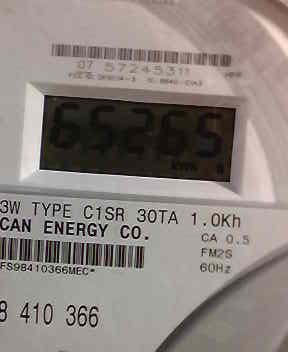 07 57245311
65265
3W TYPE C1SR 30TA 1.0Kh
CAN ENERGY CO.
CA 0.5
FM2S
60Hz
FS98410366MEC*
8 410 366